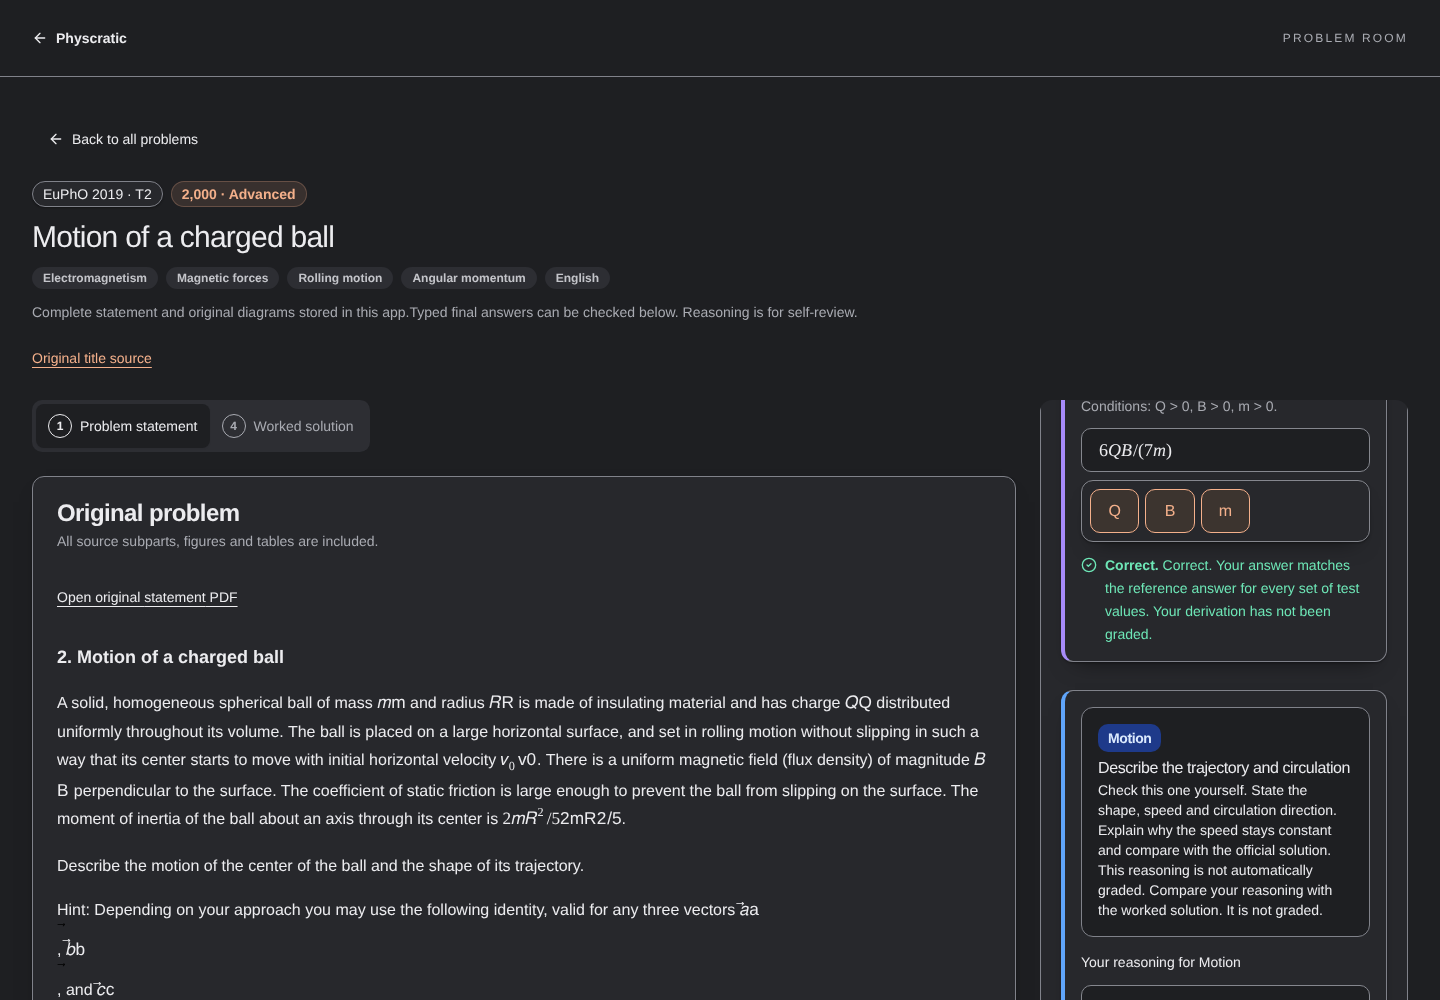 Physcratic
PROBLEM ROOM
Back to all problems
EuPhO 2019 · T2
2,000 · Advanced
Motion of a charged ball
Electromagnetism
Magnetic forces
Rolling motion
Angular momentum
English
Complete statement and original diagrams stored in this app.Typed final answers can be checked below. Reasoning is for self-review.
Original title source
1 Problem statement
4 Worked solution
Original problem
All source subparts, figures and tables are included.
Open original statement PDF
2. Motion of a charged ball
A solid, homogeneous spherical ball of mass mm and radius RR is made of insulating material and has charge QQ distributed
uniformly throughout its volume. The ball is placed on a large horizontal surface, and set in rolling motion without slipping in such a
way that its center starts to move with initial horizontal velocity v₀ v0. There is a uniform magnetic field (flux density) of magnitude B
B perpendicular to the surface. The coefficient of static friction is large enough to prevent the ball from slipping on the surface. The
moment of inertia of the ball about an axis through its center is 2mR²/52mR2/5.
Describe the motion of the center of the ball and the shape of its trajectory.
Hint: Depending on your approach you may use the following identity, valid for any three vectors a⃗a
→
, b⃗b
→
, and c⃗c
Conditions: Q > 0, B > 0, m > 0.
6QB/(7m)
Q
B
m
Correct. Correct. Your answer matches
the reference answer for every set of test
values. Your derivation has not been
graded.
Motion
Describe the trajectory and circulation
Check this one yourself. State the
shape, speed and circulation direction.
Explain why the speed stays constant
and compare with the official solution.
This reasoning is not automatically
graded. Compare your reasoning with
the worked solution. It is not graded.
Your reasoning for Motion